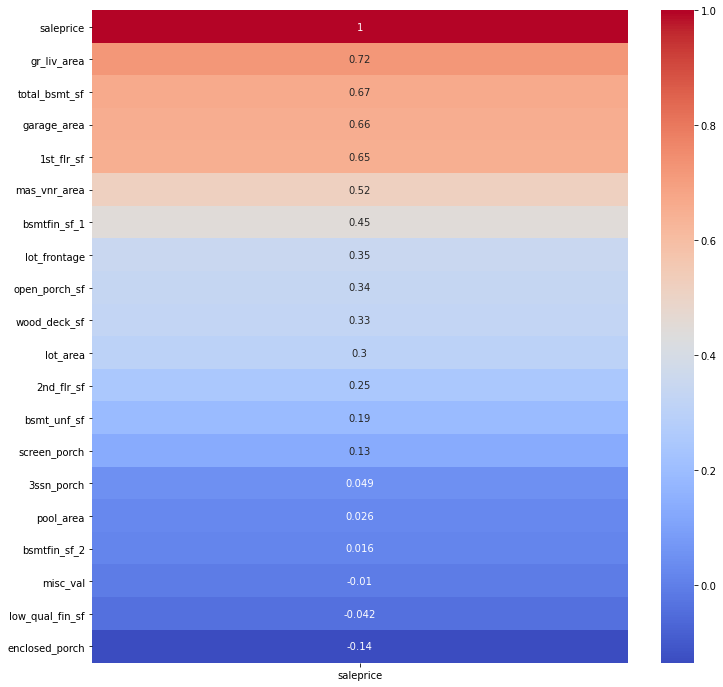 saleprice 1
gr_liv_area 0.72
total_bsmt_sf 0.67
garage_area 0.66
1st_flr_sf 0.65
mas_vnr_area 0.52
bsmtfin_sf_1 0.45
lot_frontage 0.35
open_porch_sf 0.34
wood_deck_sf 0.33
lot_area 0.3
2nd_flr_sf 0.25
bsmt_unf_sf 0.19
screen_porch 0.13
3ssn_porch 0.049
pool_area 0.026
bsmtfin_sf_2 0.016
misc_val -0.01
low_qual_fin_sf -0.042
enclosed_porch -0.14
saleprice
1.0
0.8
0.6
0.4
0.2
0.0